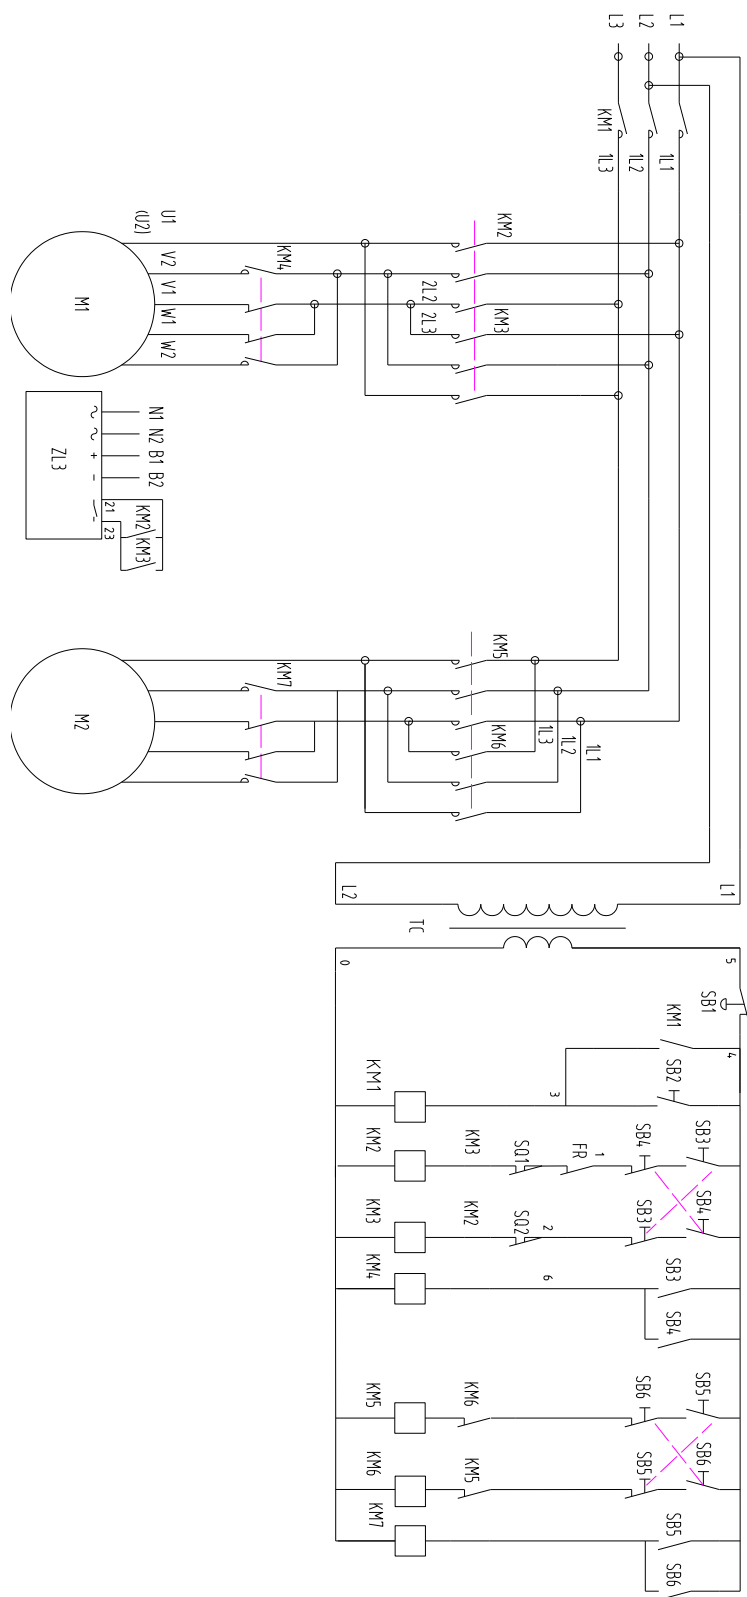 L1
L2
L3
KM1
1L1
1L2
1L3
U1
(U2)
V2
V1
W1
W2
M1
KM4
KM2
2L2
2L3
KM3
N1
N2
B1
B2
+
-
ZL3
21
23
KM2
KM3
M2
KM7
KM5
KM6
1L3
1L2
1L1
L2
L1
TC
0
5
SB1
KM1
4
SB2
3
KM1
KM2
KM3
SQ1
FR
1
SB4
SB3
KM3
KM2
SQ2
2
SB3
SB4
KM4
6
SB3
SB4
KM5
KM6
SB6
SB5
KM6
KM5
SB5
SB6
KM7
SB5
SB6